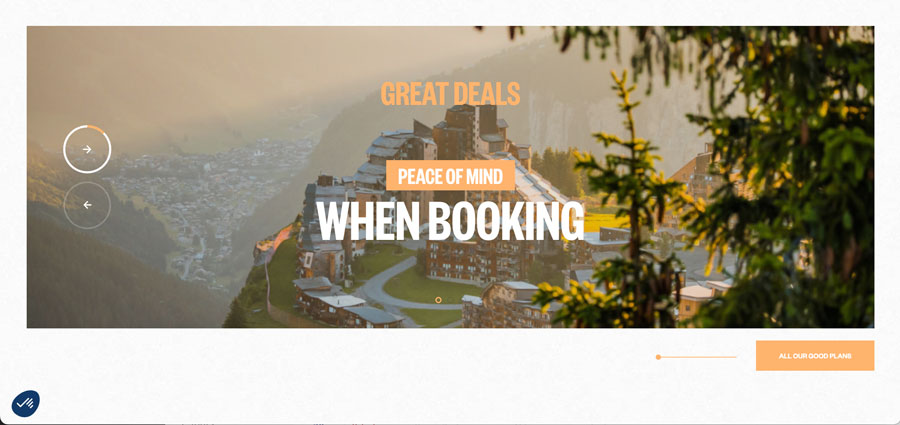 GREAT DEALS
PEACE OF MIND
WHEN BOOKING
ALL OUR GOOD PLANS